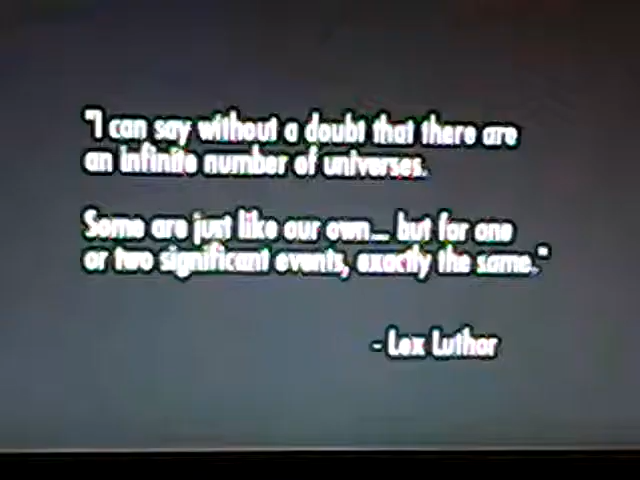 "I can say without a doubt that there are
an infinite number of universes.
Some are just like our own... but for one
or two significant events, exactly the same."
- Lex Luthor